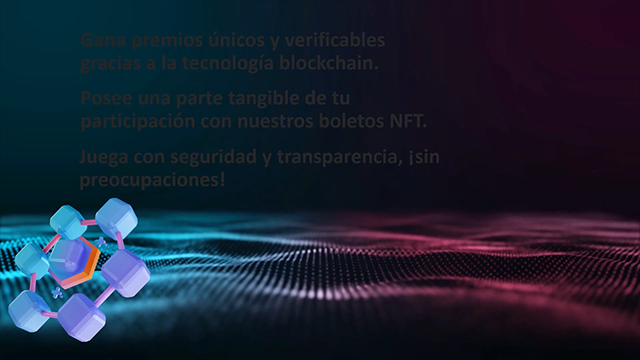 Gana premios únicos y verificables
gracias a la tecnología blockchain.
Posee una parte tangible de tu
participación con nuestros boletos NFT.
Juega con seguridad y transparencia, ¡sin
preocupaciones!